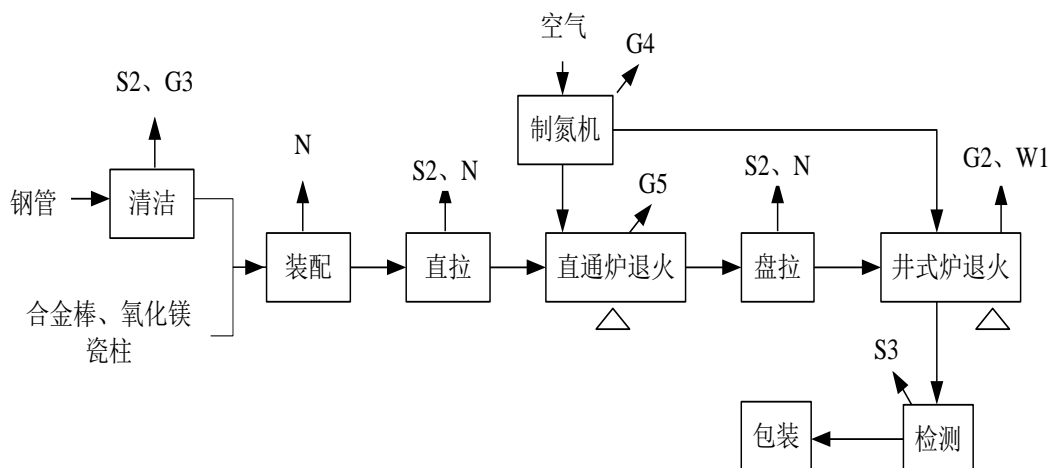 空气
G4
S2、G3
制氮机
N
S2、N
G5
S2、N
G2、W1
钢管
清洁
装配
直拉
直通炉退火
盘拉
井式炉退火
合金棒、氧化镁
瓷柱
S3
包装
检测